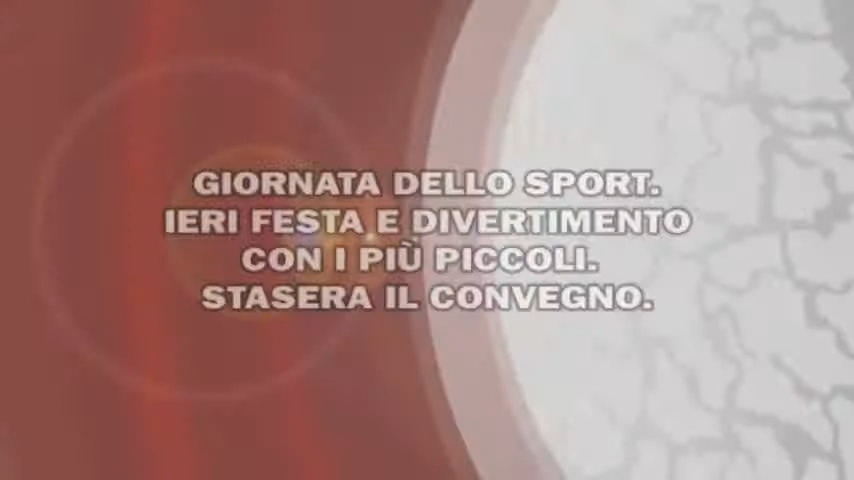 GIORNATA DELLO SPORT.
IERI FESTA E DIVERTIMENTO
CON I PIÙ PICCOLI.
STASERA IL CONVEGNO.